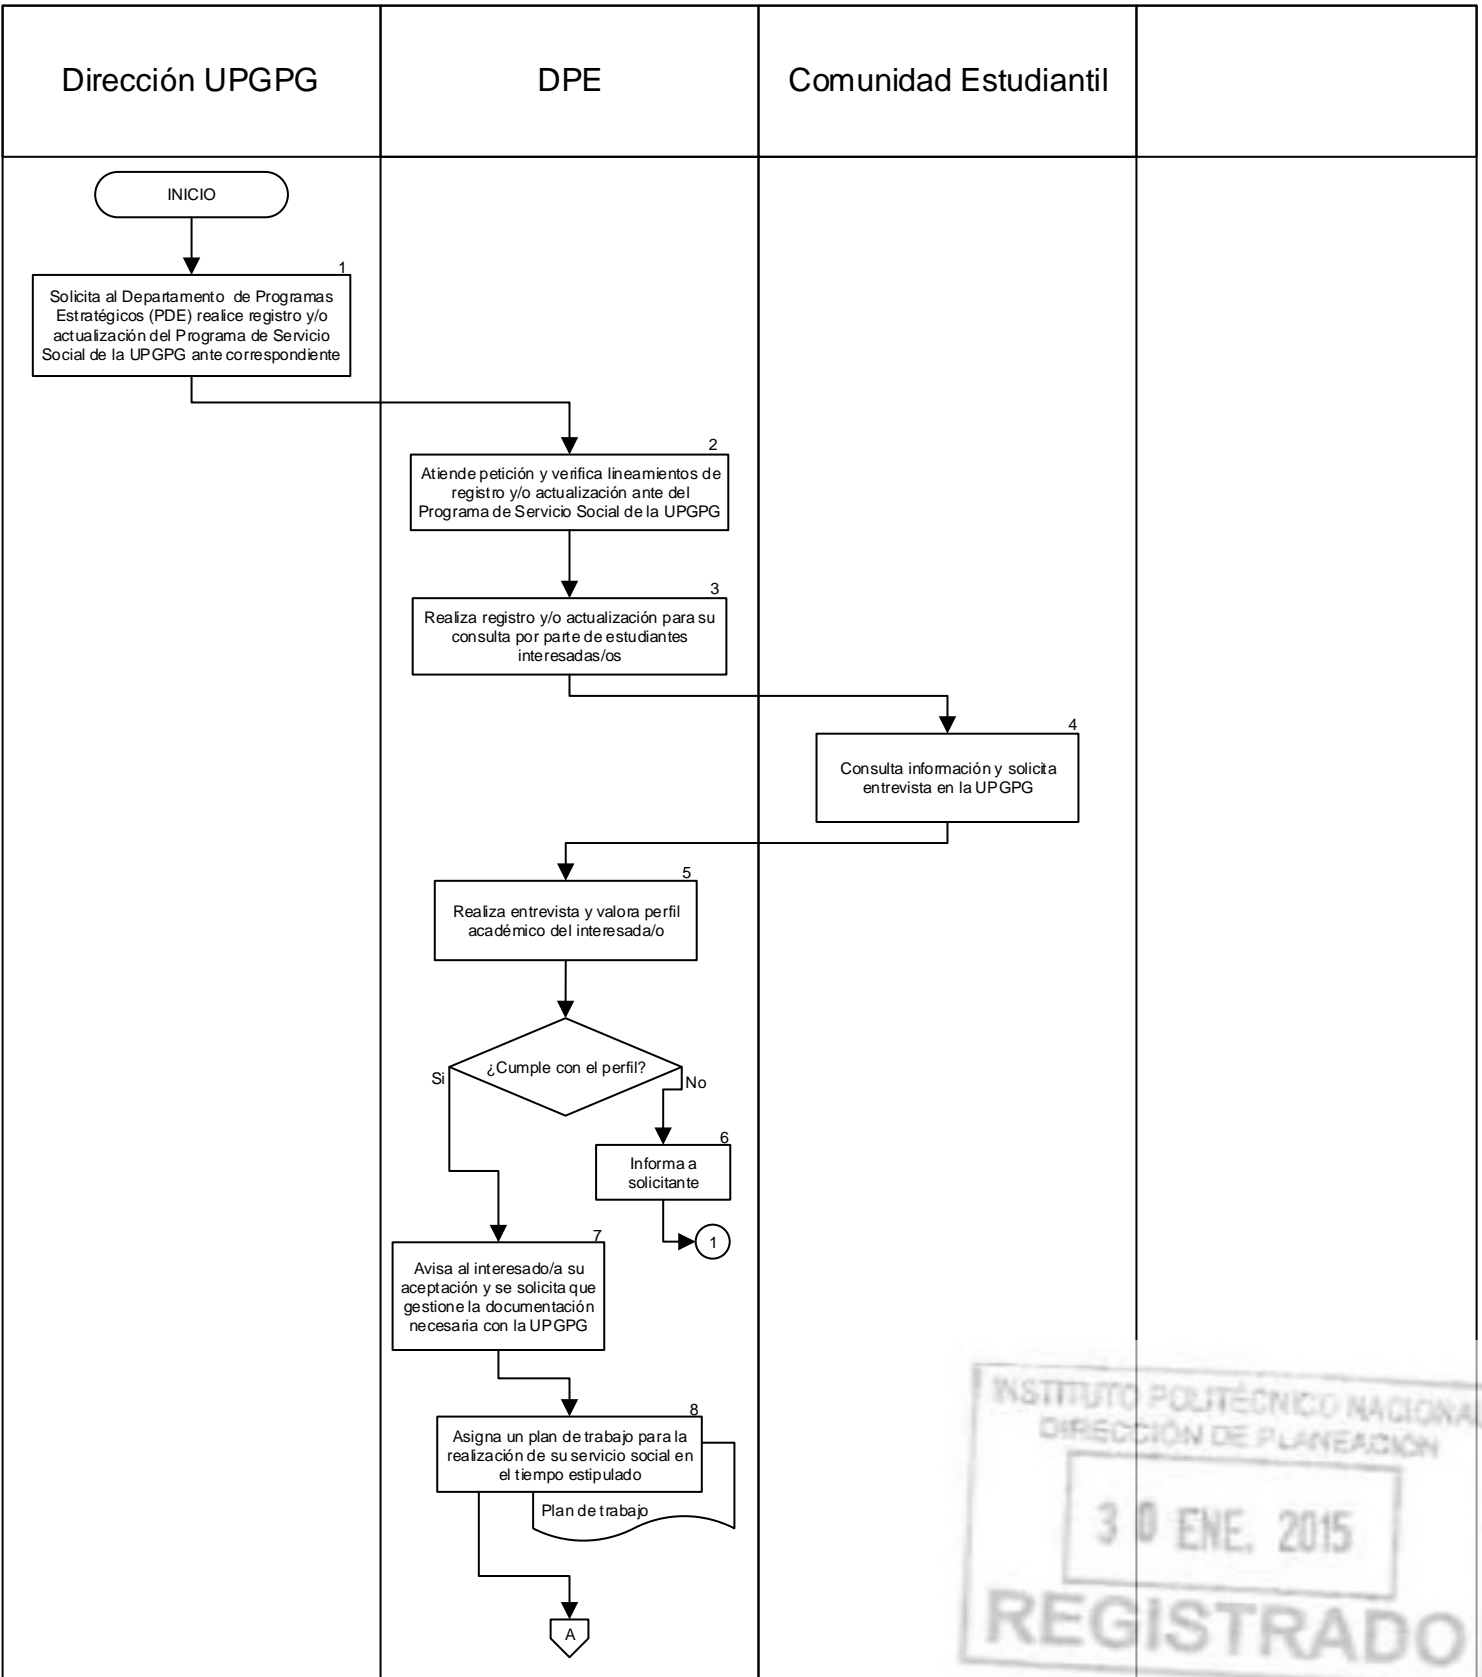 Dirección UPGPG
DPE
Comunidad Estudiantil
INICIO
1
Solicita al Departamento de Programas
Estratégicos (PDE) realice registro y/o
actualización del Programa de Servicio
Social de la UPGPG ante correspondiente
2
Atiende petición y verifica lineamientos de
registro y/o actualización ante del
Programa de Servicio Social de la UPGPG
3
Realiza registro y/o actualización para su
consulta por parte de estudiantes
interesadas/os
4
Consulta información y solicita
entrevista en la UPGPG
5
Realiza entrevista y valora perfil
académico del interesada/o
¿Cumple con el perfil?
Si
No
6
Informa a
solicitante
1
7
Avisa al interesado/a su
aceptación y se solicita que
gestione la documentación
necesaria con la UPGPG
8
Asigna un plan de trabajo para la
realización de su servicio social en
el tiempo estipulado
Plan de trabajo
A
INSTITUTO POLITÉCNICO NACIONAL
DIRECCIÓN DE PLANEACIÓN
30 ENE. 2015
REGISTRADO